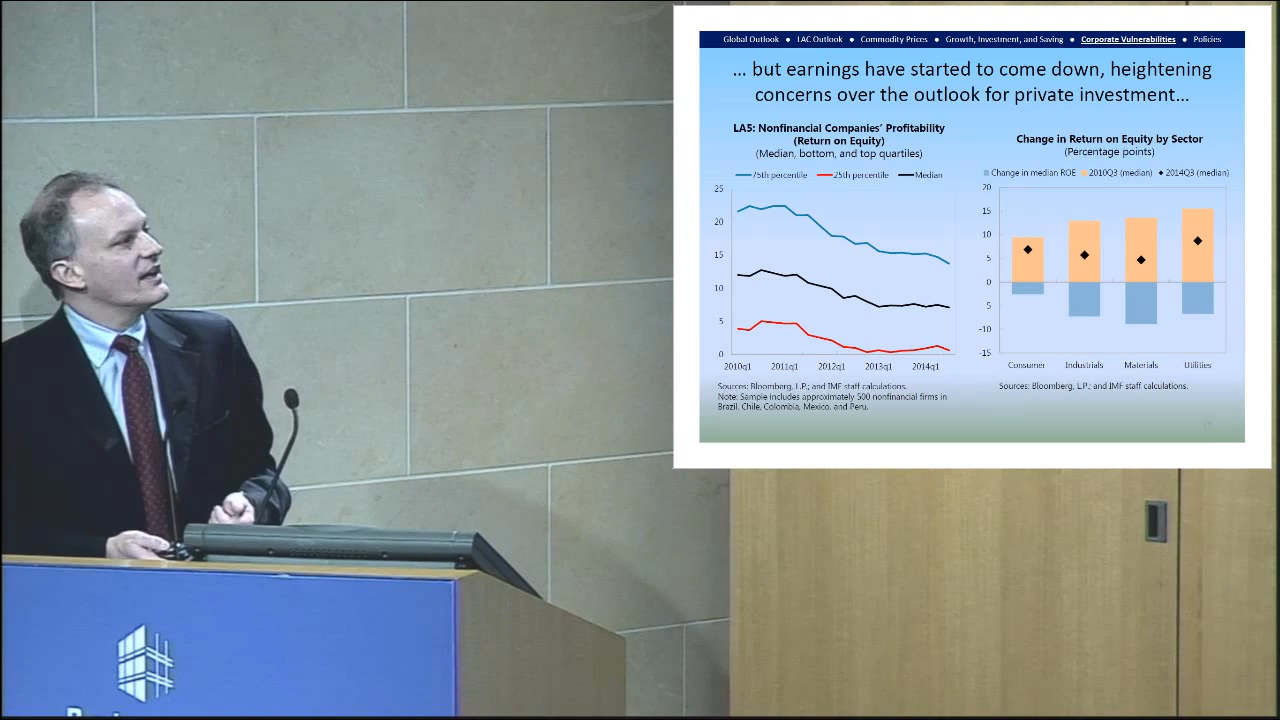 Global Outlook ● LAC Outlook ● Commodity Prices ● Growth, Investment, and Saving ● Corporate Vulnerabilities ● Policies
... but earnings have started to come down, heightening
concerns over the outlook for private investment...
LA5: Nonfinancial Companies' Profitability
(Return on Equity)
(Median, bottom, and top quartiles)
75th percentile 25th percentile Median
25
20
15
10
5
0
2010q1 2011q1 2012q1 2013q1 2014q1
Sources: Bloomberg, L.P.; and IMF staff calculations.
Note: Sample includes approximately 500 nonfinancial firms in
Brazil, Chile, Colombia, Mexico, and Peru.
Change in Return on Equity by Sector
(Percentage points)
Change in median ROE 2010Q3 (median) 2014Q3 (median)
20
15
10
5
0
5
-10
-15
Consumer Industrials Materials Utilities
Sources: Bloomberg, L.P.; and IMF staff calculations.